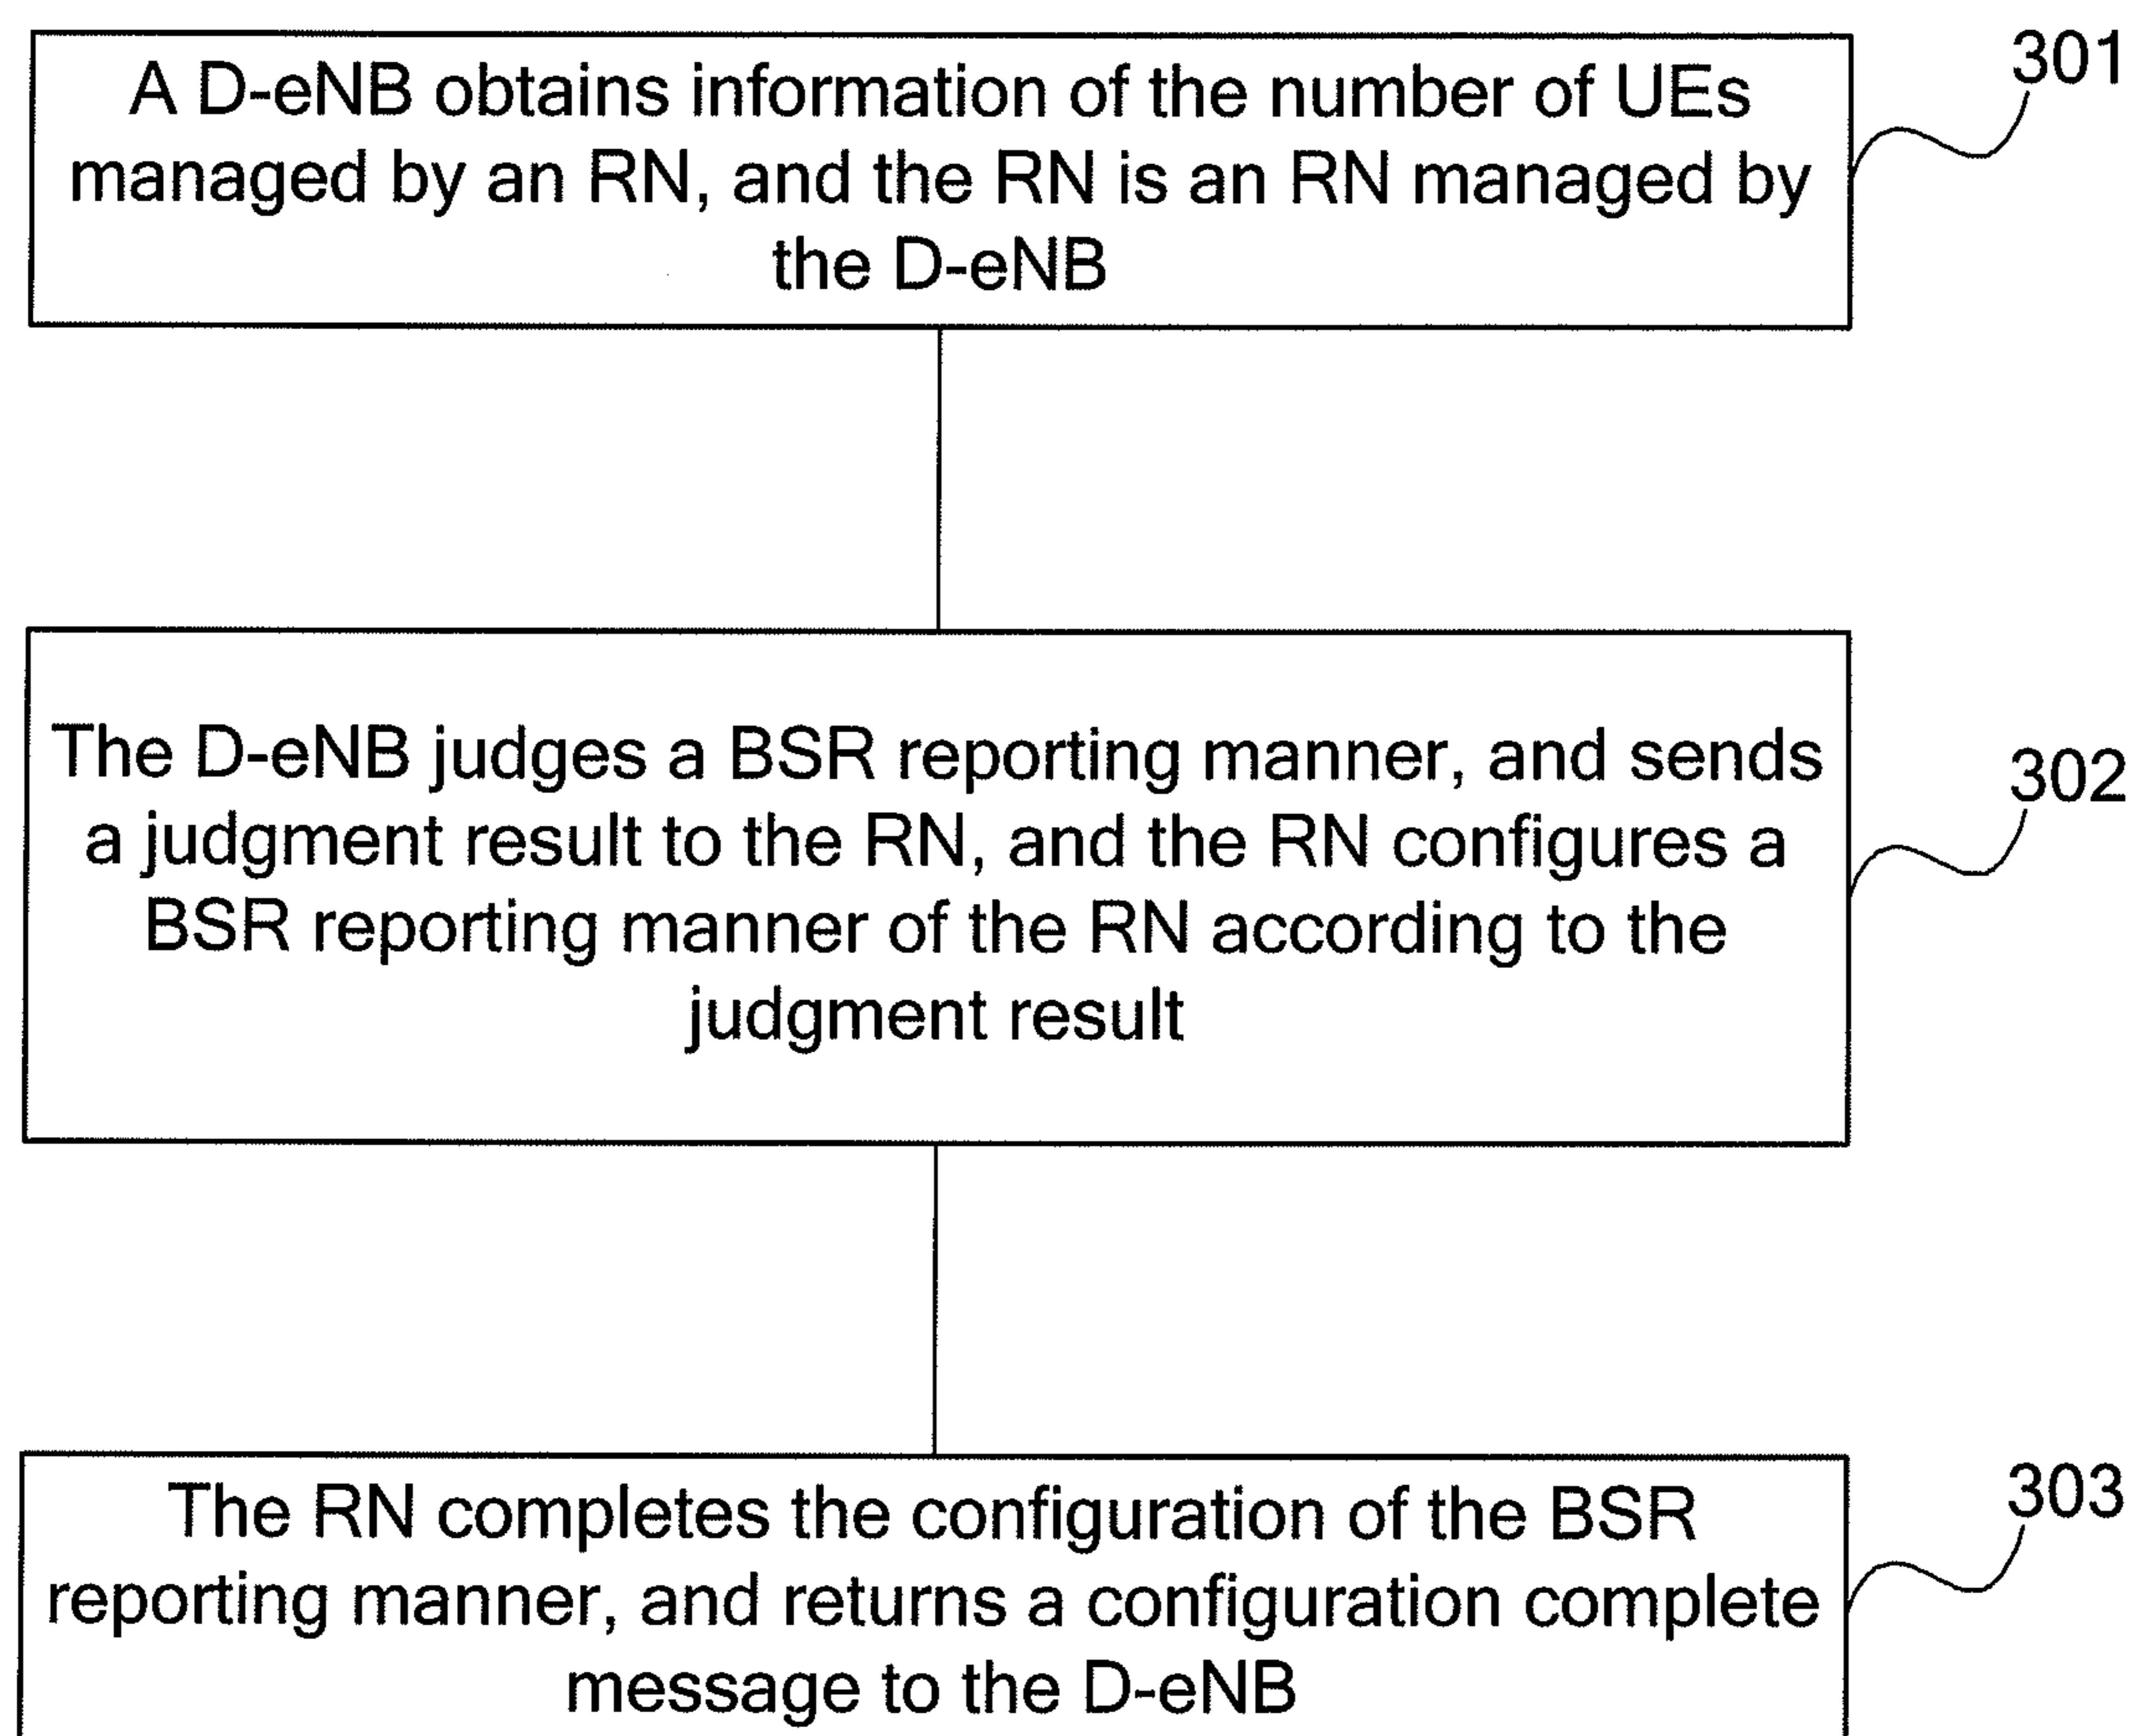 A D-eNB obtains information of the number of UEs
managed by an RN, and the RN is an RN managed by
the D-eNB
301
The D-eNB judges a BSR reporting manner, and sends
a judgment result to the RN, and the RN configures a
BSR reporting manner of the RN according to the
judgment result
302
The RN completes the configuration of the BSR
reporting manner, and returns a configuration complete
message to the D-eNB
303